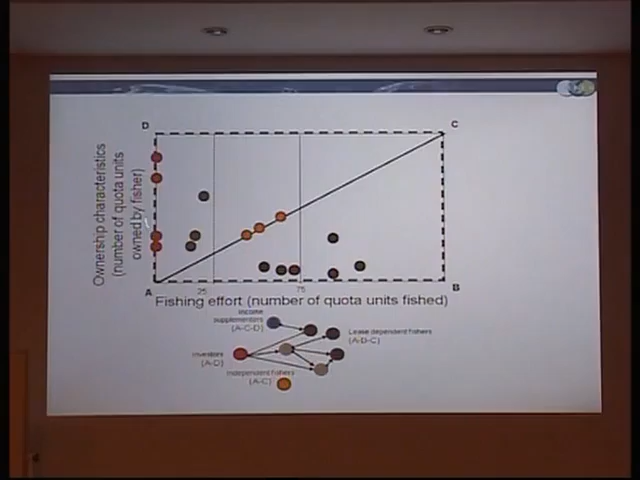 D
C
Ownership characteristics
(number of quota units
owned by fisher)
A
25
75
B
Fishing effort (number of quota units fished)
Income
supplementers
(A-C-D)
Lease dependent fishers
(A-B-C)
Investors
(A-D)
Independent fishers
(A-C)